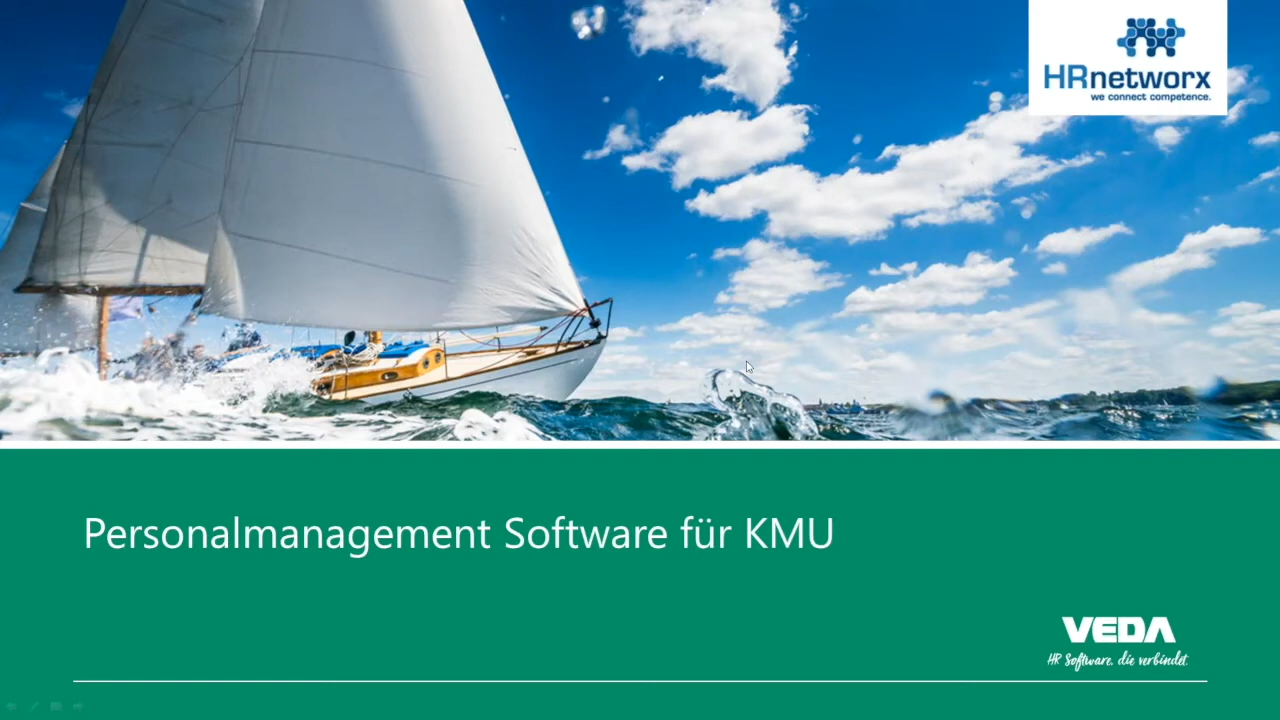 HRnetworx
we connect competence.
Personalmanagement Software für KMU
VEDA
HR Software, die verbindet.